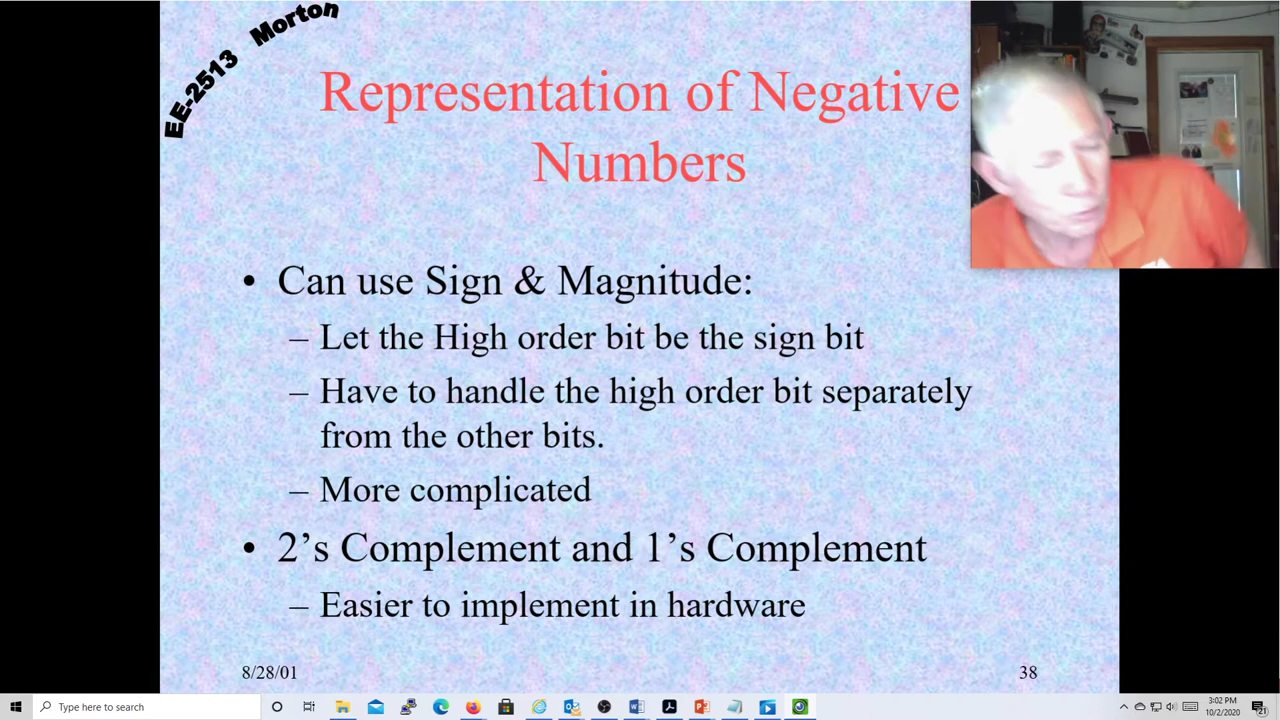 EE-2513 Morton
Representation of Negative
Numbers
• Can use Sign & Magnitude:
– Let the High order bit be the sign bit
– Have to handle the high order bit separately
from the other bits.
– More complicated
• 2’s Complement and 1’s Complement
– Easier to implement in hardware
8/28/01
38
Type here to search
3:02 PM
10/2/2020
21